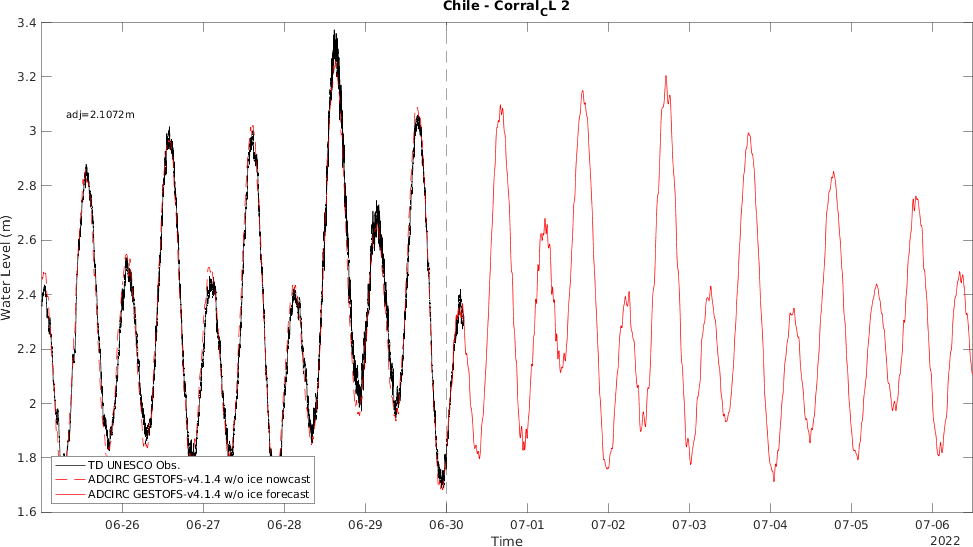 Chile - Corral_CL 2
3.4
3.2
3
2.8
2.6
2.4
2.2
2
1.8
1.6
Water Level (m)
adj=2.1072m
TD UNESCO Obs.
ADCIRC GESTOFS-v4.1.4 w/o ice nowcast
ADCIRC GESTOFS-v4.1.4 w/o ice forecast
06-26 06-27 06-28 06-29 06-30 07-01 07-02 07-03 07-04 07-05 07-06
Time
2022